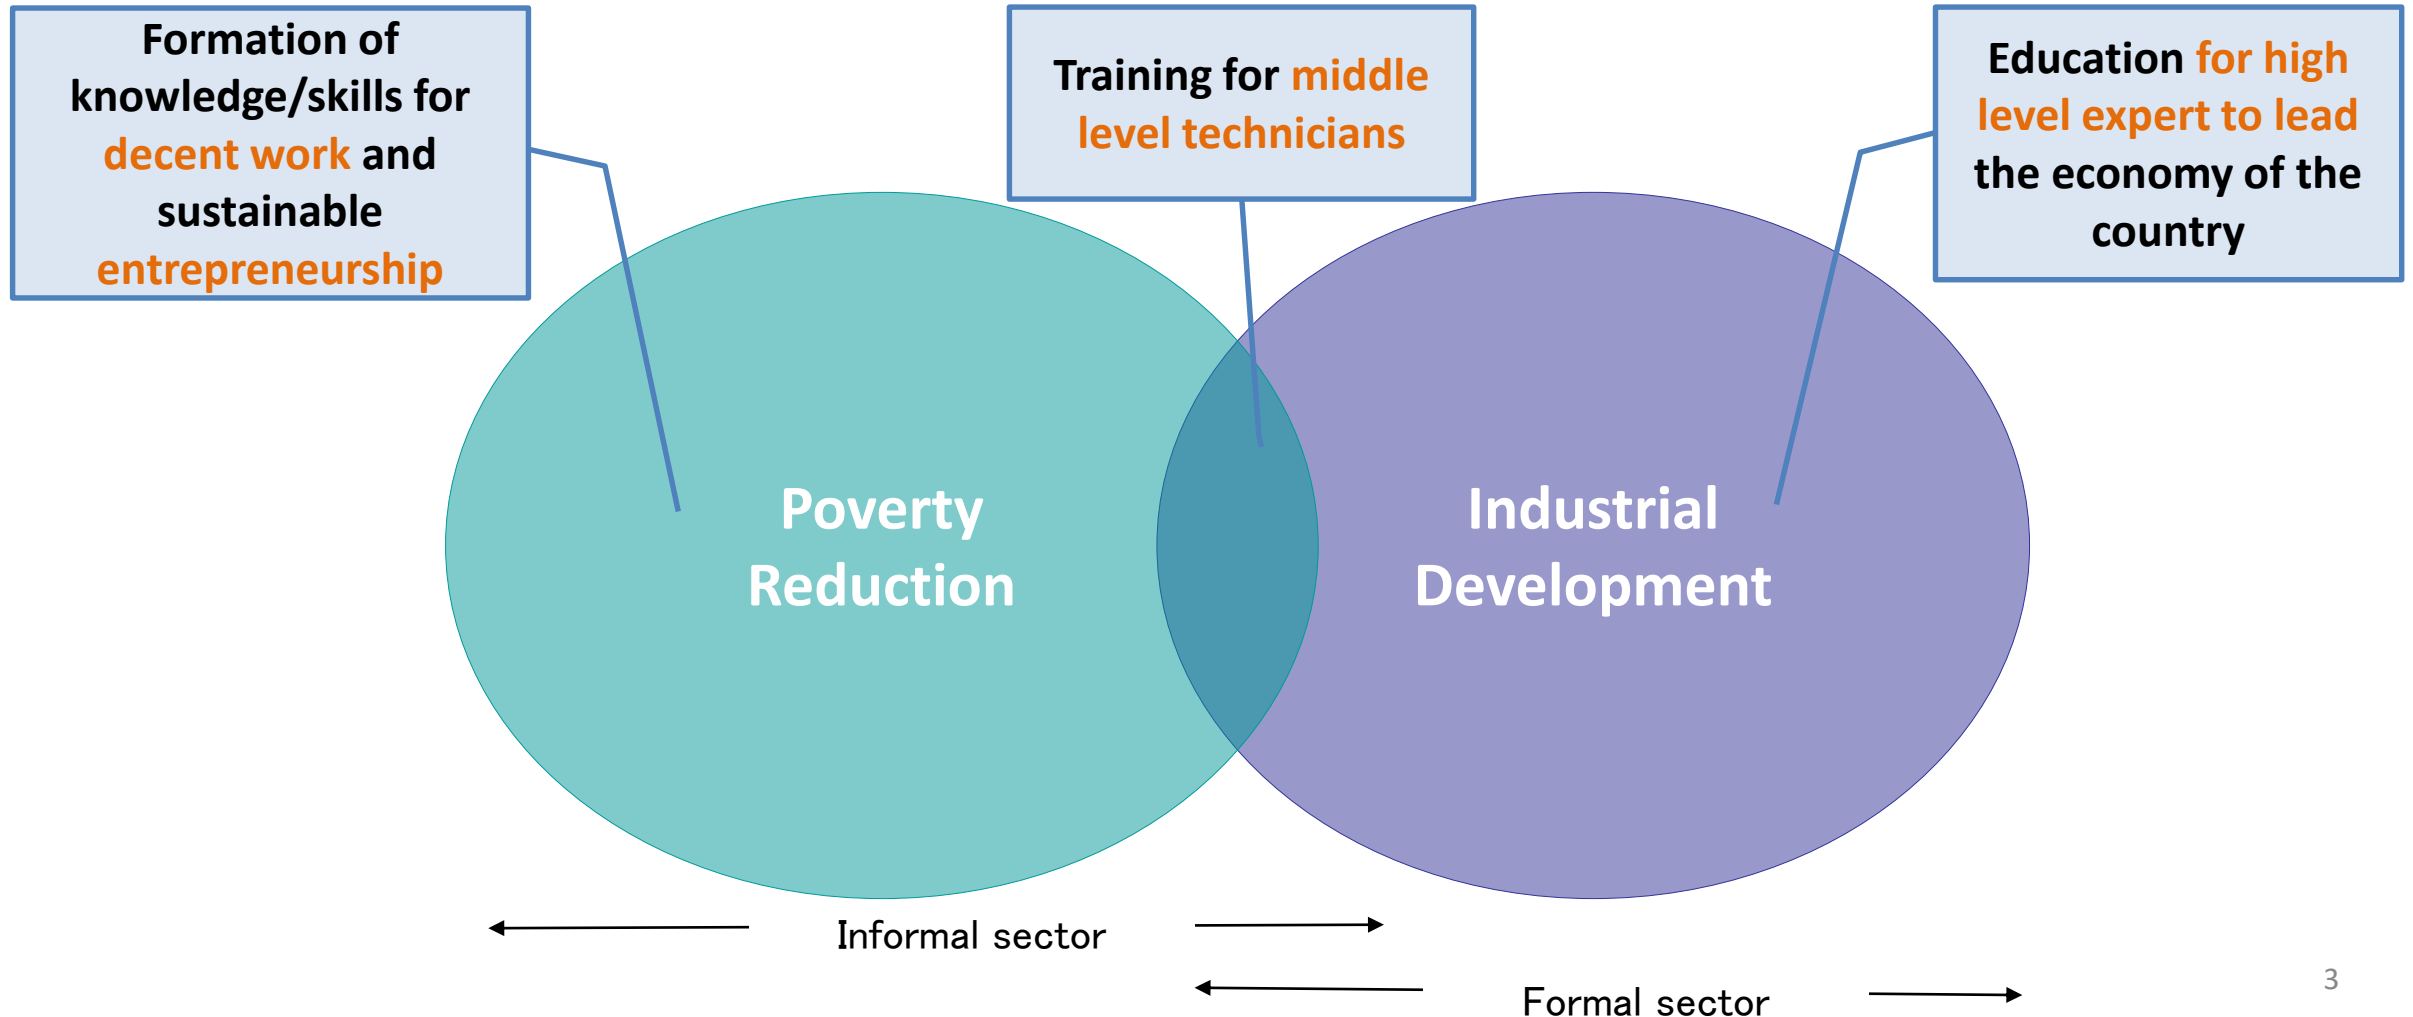 Formation of
knowledge/skills for
decent work and
sustainable
entrepreneurship
Training for middle
level technicians
Education for high
level expert to lead
the economy of the
country
Poverty
Reduction
Industrial
Development
Informal sector
Formal sector
3